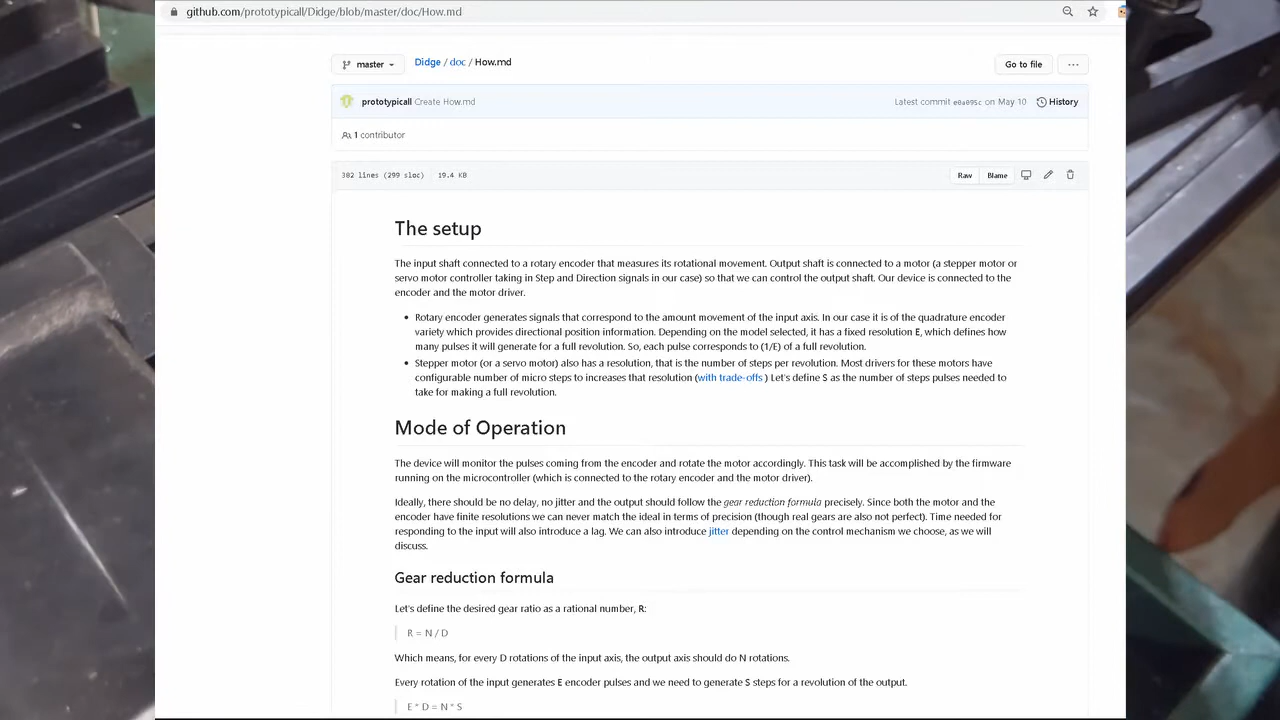 github.com/prototypicall/Didge/blob/master/doc/How.md
master
Didge / doc / How.md
Go to file
...
prototypicall Create How.md
Latest commit e0a095c on May 10
History
1 contributor
302 lines (299 sloc) 19.4 KB
Raw
Blame
The setup
The input shaft connected to a rotary encoder that measures its rotational movement. Output shaft is connected to a motor (a stepper motor or
servo motor controller taking in Step and Direction signals in our case) so that we can control the output shaft. Our device is connected to the
encoder and the motor driver.
• Rotary encoder generates signals that correspond to the amount movement of the input axis. In our case it is of the quadrature encoder
variety which provides directional position information. Depending on the model selected, it has a fixed resolution E, which defines how
many pulses it will generate for a full revolution. So, each pulse corresponds to (1/E) of a full revolution.
• Stepper motor (or a servo motor) also has a resolution, that is the number of steps per revolution. Most drivers for these motors have
configurable number of micro steps to increases that resolution (with trade-offs ) Let's define S as the number of steps pulses needed to
take for making a full revolution.
Mode of Operation
The device will monitor the pulses coming from the encoder and rotate the motor accordingly. This task will be accomplished by the firmware
running on the microcontroller (which is connected to the rotary encoder and the motor driver).
Ideally, there should be no delay, no jitter and the output should follow the gear reduction formula precisely. Since both the motor and the
encoder have finite resolutions we can never match the ideal in terms of precision (though real gears are also not perfect). Time needed for
responding to the input will also introduce a lag. We can also introduce jitter depending on the control mechanism we choose, as we will
discuss.
Gear reduction formula
Let's define the desired gear ratio as a rational number, R:
R = N / D
Which means, for every D rotations of the input axis, the output axis should do N rotations.
Every rotation of the input generates E encoder pulses and we need to generate S steps for a revolution of the output.
E * D = N * S